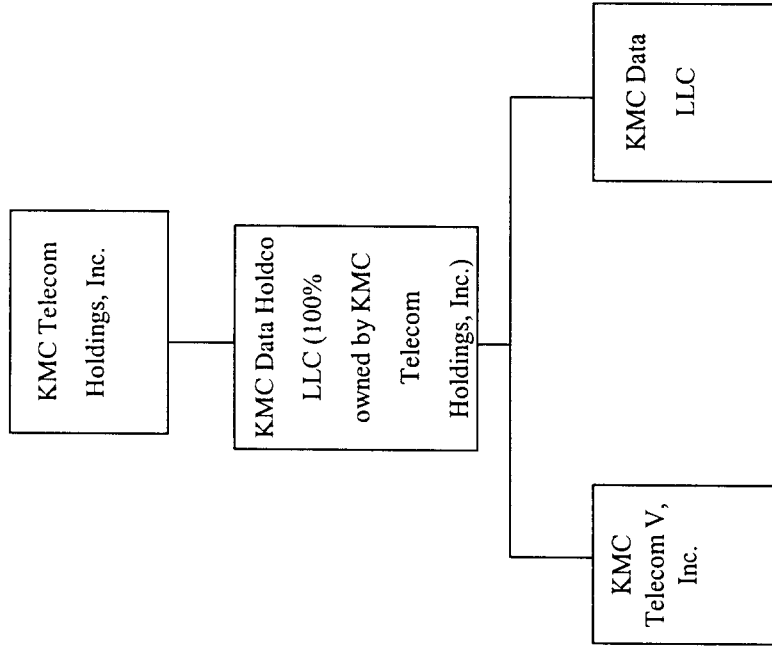 KMC Telecom
Holdings, Inc.
KMC Data Holdco
LLC (100%
owned by KMC
Telecom
Holdings, Inc.)
KMC
Telecom V,
Inc.
KMC Data
LLC